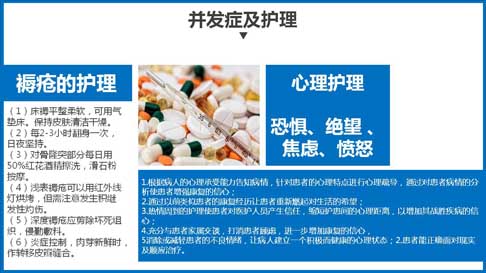 并发症及护理
褥疮的护理
（1）床褥平整柔软，可用气
垫床。保持皮肤清洁干燥。
（2）每2-3小时翻身一次，
日夜坚持。
（3）对骨隆突部分每日用
50%红花酒精擦洗，滑石粉
按摩。
（4）浅表褥疮可以用红外线
灯烘烤，但需注意发生积继
发性灼伤。
（5）深度褥疮应剪除坏死组
织，侵勤敷料。
（6）炎症控制，肉芽新鲜时，
作转移皮瓣缝合。
心理护理
恐惧、绝望、
焦虑、愤怒
1.根据病人的心理承受能力告知病情，针对患者的心理特点进行心理疏导，通过对患者病情的分
析使患者增强康复的信心；
2.通过以前类似患者的康复经历让患者重新燃起对生活的希望；
3.热情周到的护理使患者对医护人员产生信任，缩短护患间的心理距离，以增加其战胜疾病的信
心；
4.充分与患者家属交谈，打消患者顾虑，进一步增加康复的信心；
5消除或减轻患者的不良情绪，让病人建立一个积极而健康的心理状态；2.患者能正确面对现实
及顺应治疗。